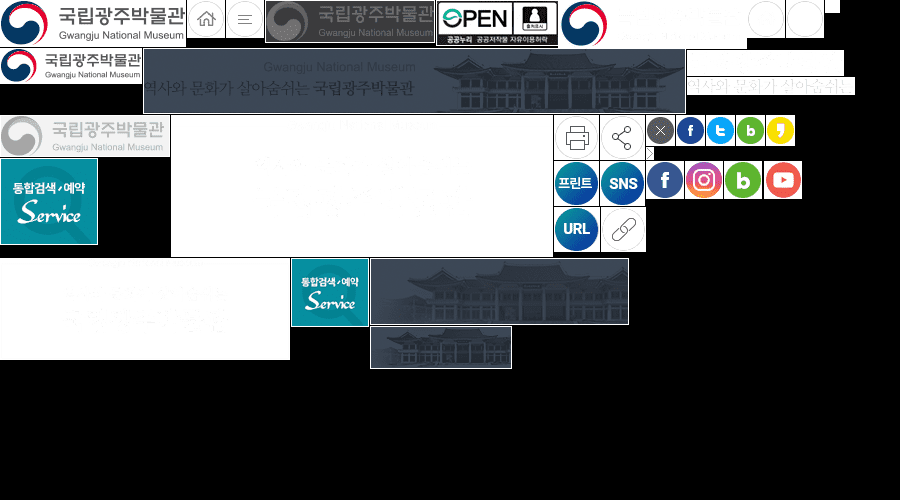 국립광주박물관
Gwangju National Museum
국립광주박물관
Gwangju National Museum
OPEN
출처표시
공공누리 공공저작물 자유이용허락
국립광주박물관
Gwangju National Museum
Gwangju National Museum
역사와 문화가 살아숨쉬는 국립광주박물관
역사와 문화가 살아숨쉬는
국립광주박물관
Gwangju National Museum
통합검색·예약
Service
프린트
SNS
URL
통합검색·예약
Service